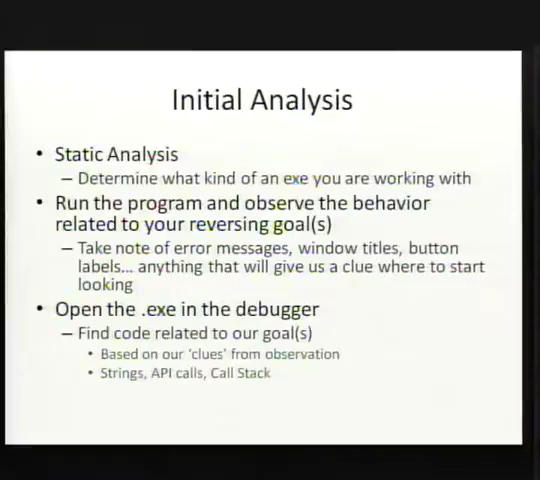 Initial Analysis
• Static Analysis
– Determine what kind of an exe you are working with
• Run the program and observe the behavior
related to your reversing goal(s)
– Take note of error messages, window titles, button
labels... anything that will give us a clue where to start
looking
• Open the .exe in the debugger
– Find code related to our goal(s)
• Based on our 'clues' from observation
• Strings, API calls, Call Stack